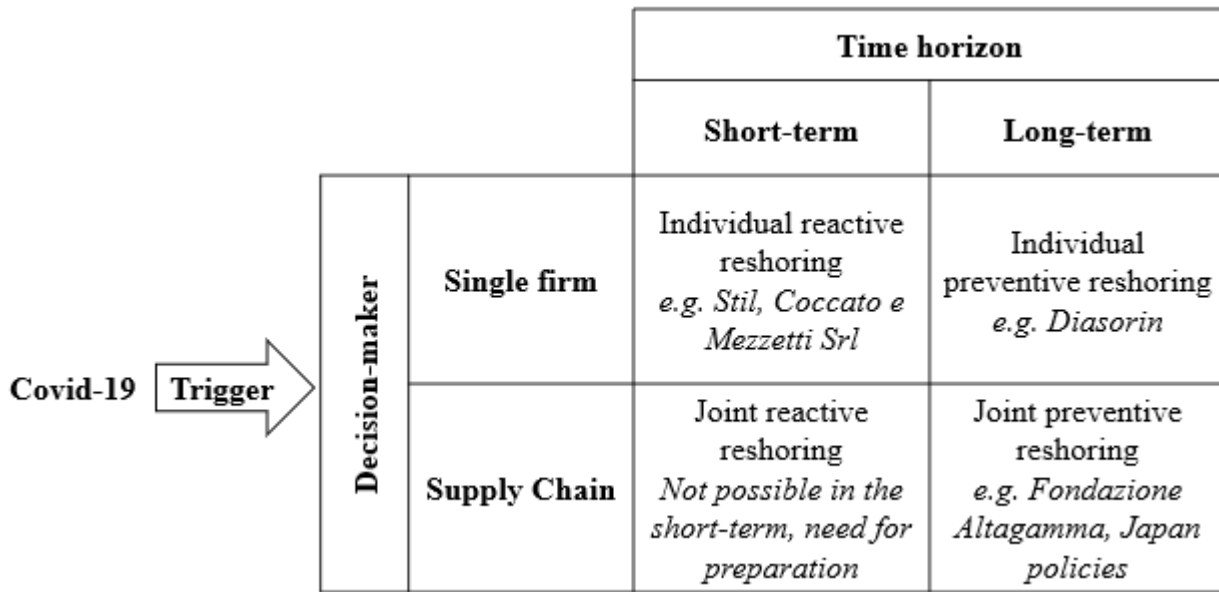 Time horizon
Short-term
Long-term
Covid-19
Trigger
Decision-maker
Single firm
Individual reactive
reshoring
e.g. Stil, Coccato e
Mezzetti Srl
Individual
preventive reshoring
e.g. Diasorin
Supply Chain
Joint reactive
reshoring
Not possible in the
short-term, need for
preparation
Joint preventive
reshoring
e.g. Fondazione
Altagamma, Japan
policies